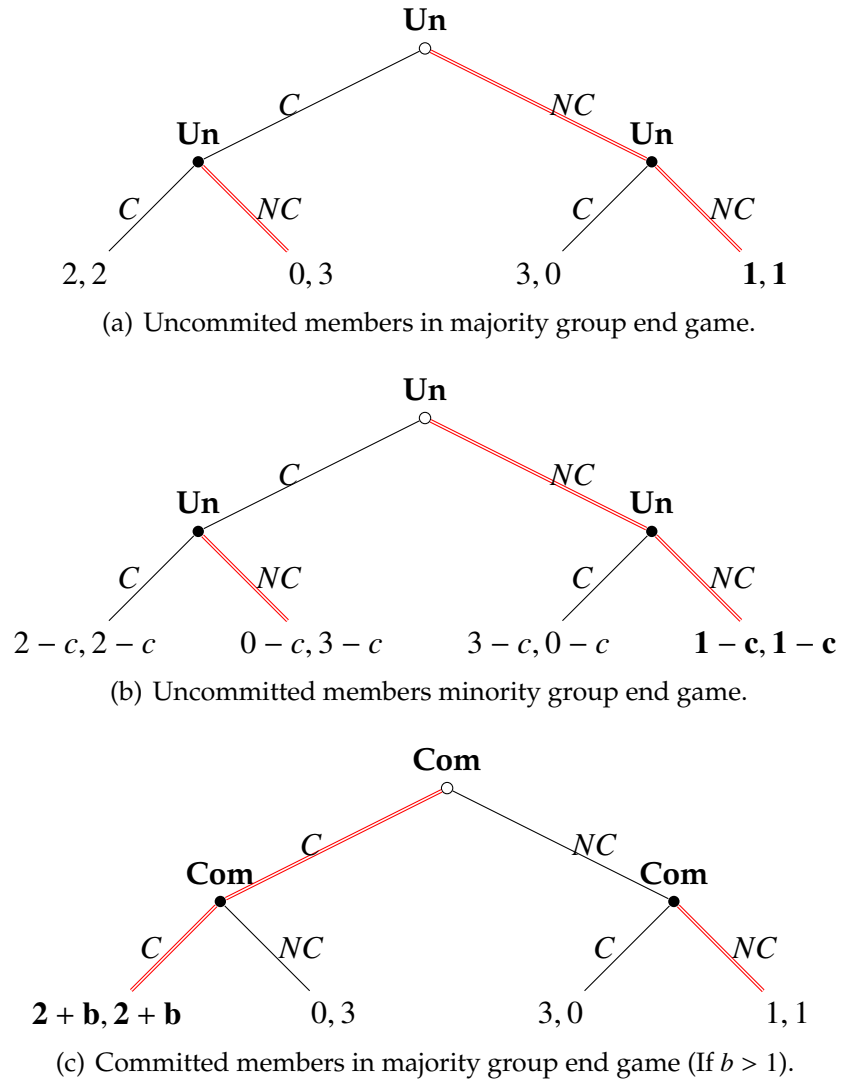 Un
C NC
Un Un
C NC C NC
2, 2 0, 3 3, 0 1, 1
(a) Uncommited members in majority group end game.
Un
C NC
Un Un
C NC C NC
2 − c, 2 − c 0 − c, 3 − c 3 − c, 0 − c 1 − c, 1 − c
(b) Uncommitted members minority group end game.
Com
C NC
Com Com
C NC C NC
2 + b, 2 + b 0, 3 3, 0 1, 1
(c) Committed members in majority group end game (If b > 1).